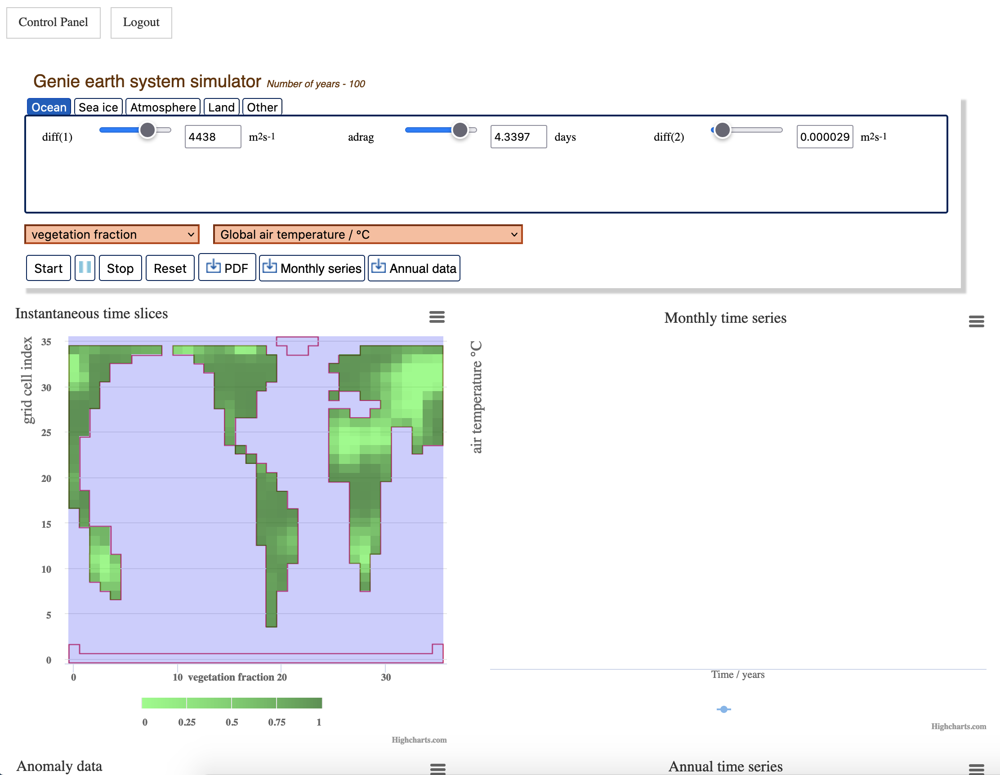 Control Panel Logout
Genie earth system simulator Number of years - 100
Ocean Sea ice Atmosphere Land Other
diff(1) 4438 m2s-1 adrag 4.3397 days diff(2) 0.000029 m2s-1
vegetation fraction Global air temperature / °C
Start Stop Reset PDF Monthly series Annual data
Instantaneous time slices
grid cell index
35
30
25
20
15
10
5
0
0 10 vegetation fraction 20 30
0 0.25 0.5 0.75 1
Highcharts.com
Monthly time series
air temperature °C
Time / years
Highcharts.com
Anomaly data
Annual time series